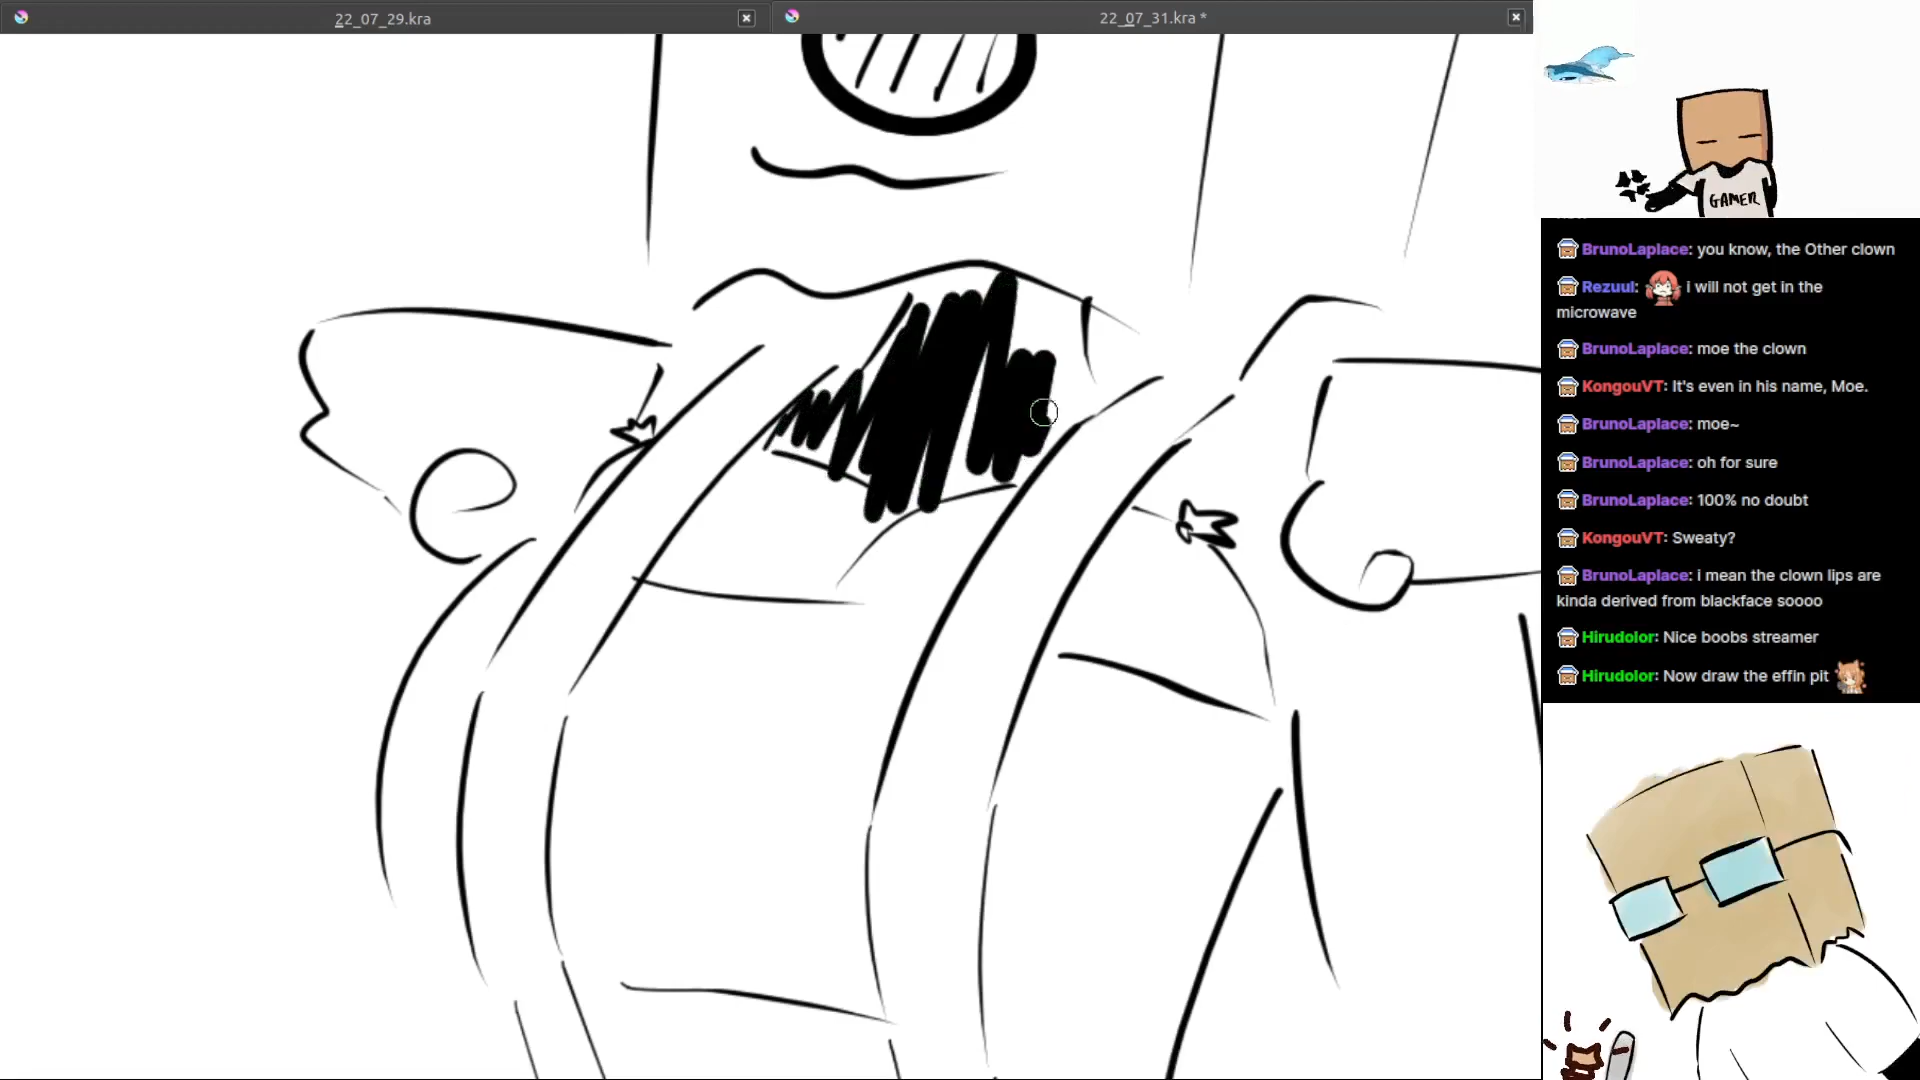 22_07_29.kra
22_07_31.kra *
GAMER
BrunoLaplace: you know, the Other clown
Rezuul: i will not get in the
microwave
BrunoLaplace: moe the clown
KongouVT: It's even in his name, Moe.
BrunoLaplace: moe~
BrunoLaplace: oh for sure
BrunoLaplace: 100% no doubt
KongouVT: Sweaty?
BrunoLaplace: i mean the clown lips are
kinda derived from blackface soooo
Hirudolor: Nice boobs streamer
Hirudolor: Now draw the effin pit